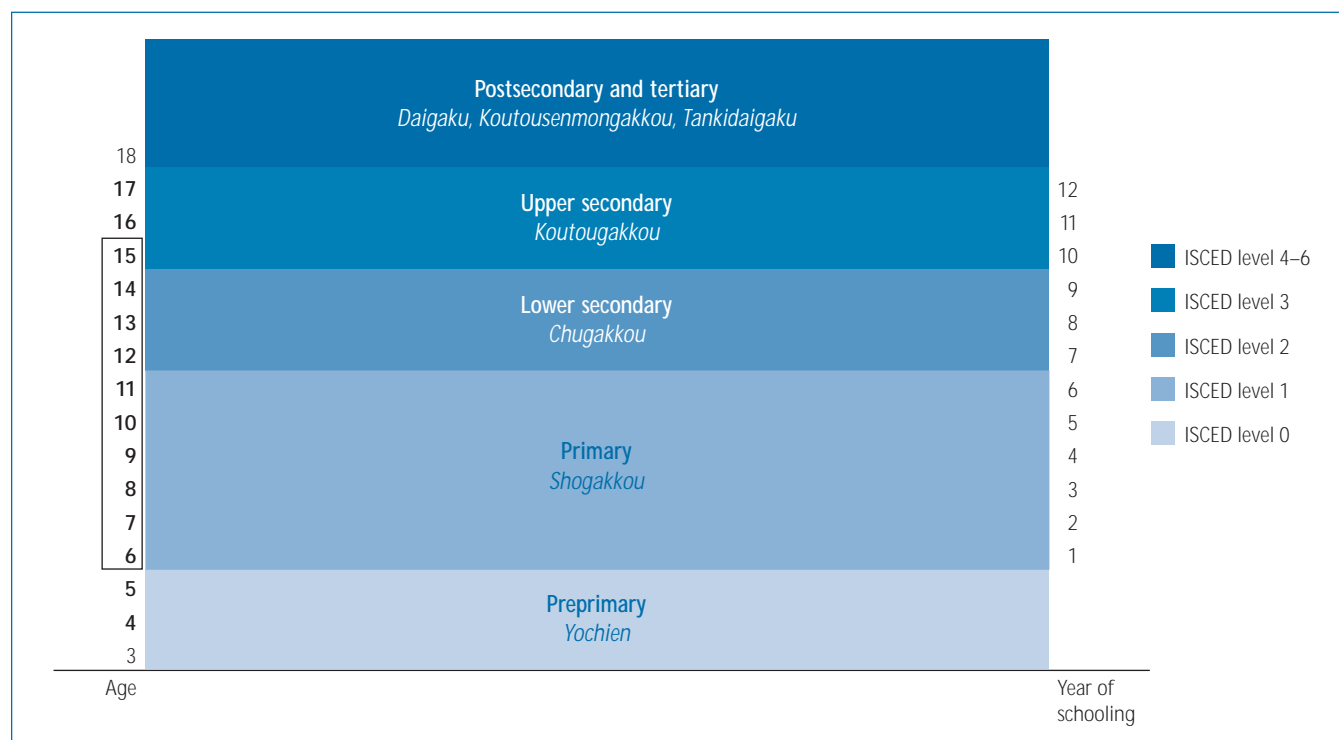 Postsecondary and tertiary
Daigaku, Koutousenmongakkou, Tankidaigaku
18
17
16
15
14
13
12
11
10
9
8
7
6
5
4
3
Upper secondary
Koutougakkou
Lower secondary
Chugakkou
Primary
Shogakkou
Preprimary
Yochien
12
11
10
9
8
7
6
5
4
3
2
1
ISCED level 4–6
ISCED level 3
ISCED level 2
ISCED level 1
ISCED level 0
Age
Year of
schooling